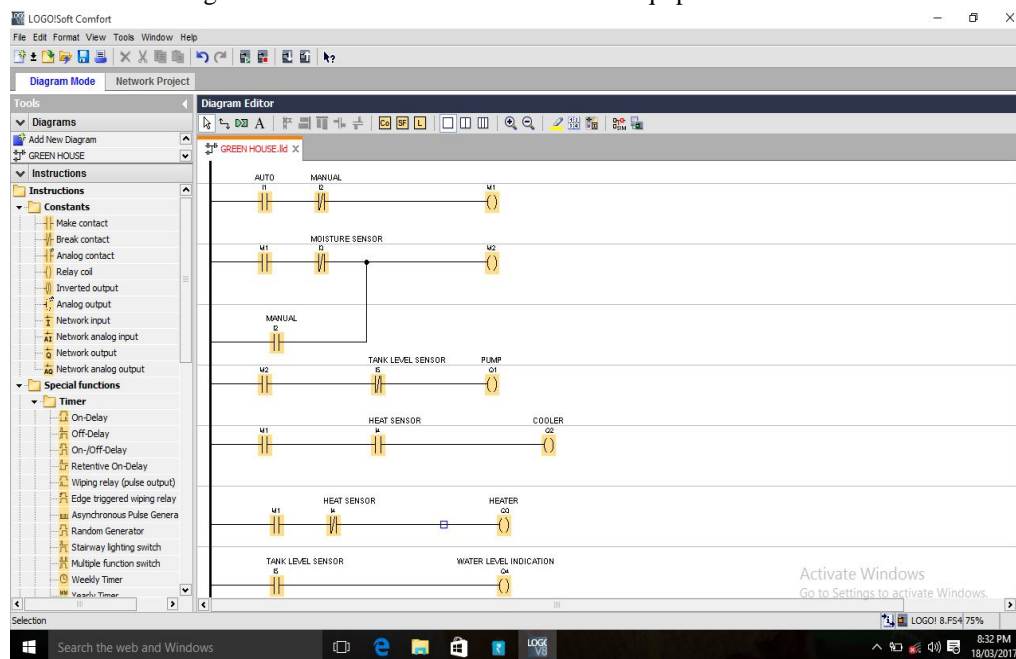 LOGO!Soft Comfort
File Edit Format View Tools Window Help
Diagram Mode Network Project
Tools
Diagram Editor
Diagrams
Add New Diagram
GREEN HOUSE
GREEN HOUSE.lld
Instructions
Instructions
Constants
Make contact
Break contact
Analog contact
Relay coil
Inverted output
Analog output
Network input
Network analog input
Network output
Network analog output
Special functions
Timer
On-Delay
Off-Delay
On-/Off-Delay
Retentive On-Delay
Wiping relay (pulse output)
Edge triggered wiping relay
Asynchronous Pulse Genera
Random Generator
Stairway lighting switch
Multiple function switch
Weekly Timer
Yearly Timer
AUTO MANUAL
I1 I2 M1
MOISTURE SENSOR
M1 I3 M2
MANUAL
I2
TANK LEVEL SENSOR PUMP
M2 I5 Q1
HEAT SENSOR COOLER
M1 I4 Q2
HEAT SENSOR HEATER
M1 I4 Q3
TANK LEVEL SENSOR WATER LEVEL INDICATION
I5 Q4
Activate Windows
Go to Settings to activate Windows.
Selection
LOGO! 8.FS4 75%
Search the web and Windows
8:32 PM
18/03/2017